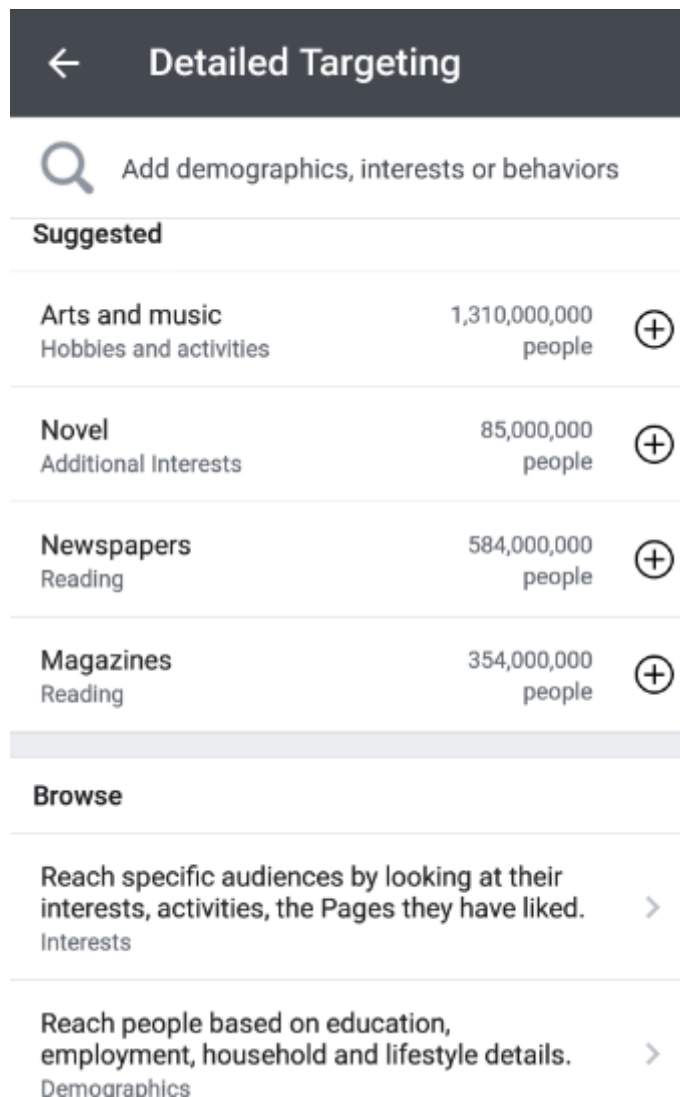 Detailed Targeting
Add demographics, interests or behaviors
Suggested
Arts and music
Hobbies and activities
1,310,000,000
people
Novel
Additional Interests
85,000,000
people
Newspapers
Reading
584,000,000
people
Magazines
Reading
354,000,000
people
Browse
Reach specific audiences by looking at their
interests, activities, the Pages they have liked.
Interests
Reach people based on education,
employment, household and lifestyle details.
Demographics